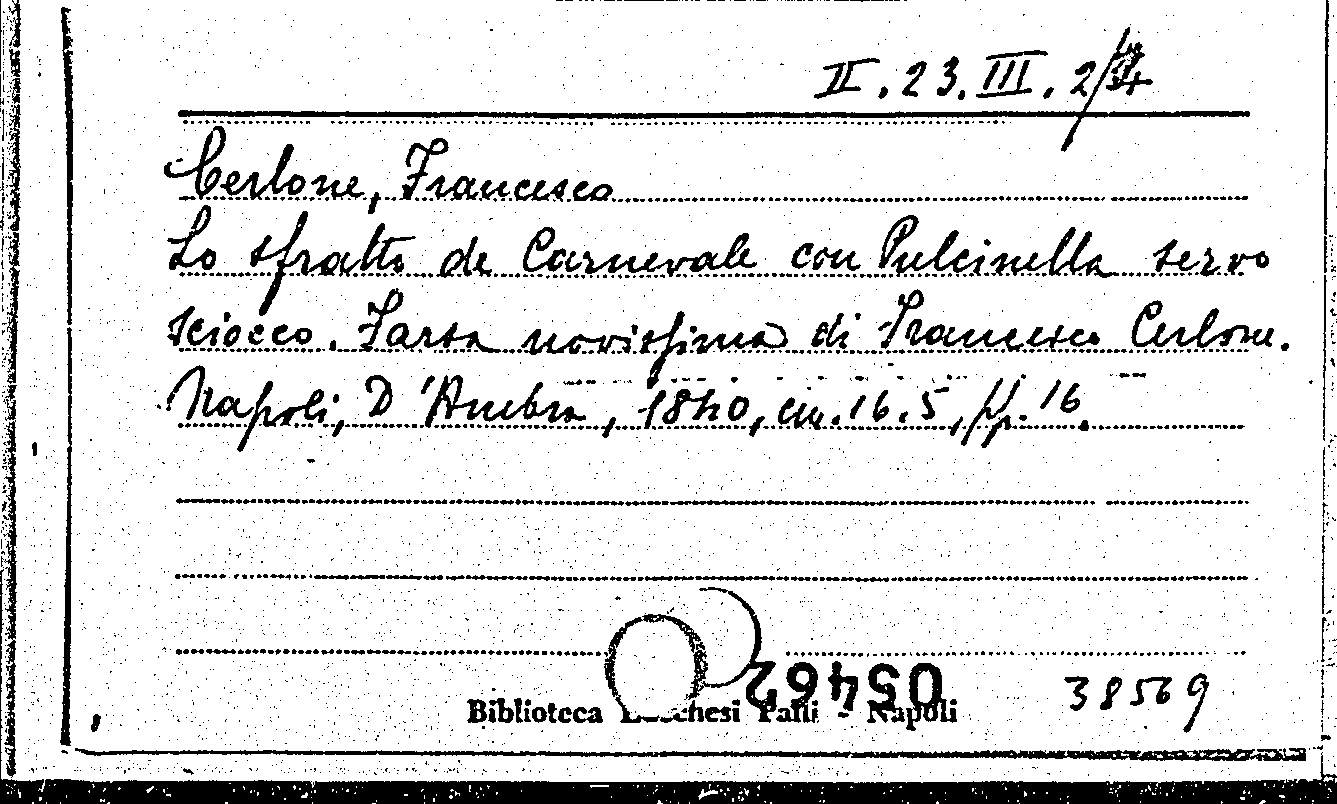 II.23.III.2/
Cerlone, Francesco
Lo sfratto de Carnevale con Pulcinella servo
sciocco. Farsa novissima di Francesco Cerlone.
Napoli, D'Ambra, 1840, cm. 16.5, pp. 16.
05462
38569
Biblioteca Lucchesi Palli - Napoli